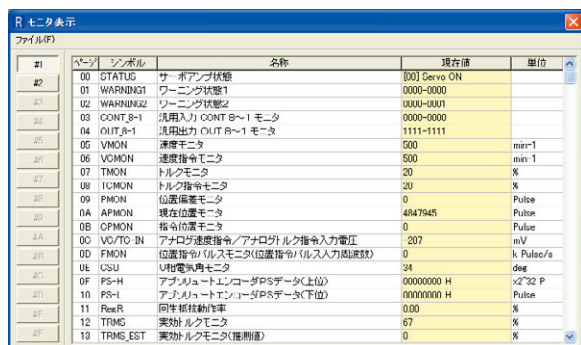 R モニタ表示
ファイル(F)
ページ シンボル 名称 現在値 単位
#1
#2
#3
#4
#5
#6
#7
#8
#9
#A
#B
#C
#D
#E
#F
00 STATUS サーボアンプ状態 [00] Servo ON
01 WARNING1 ワーニング状態1 0000-0000
02 WARNING2 ワーニング状態2 0000-0001
03 CONT_8-1 汎用入力 CONT 8~1 モニタ 0000-0000
04 OUT_8-1 汎用出力 OUT 8~1 モニタ 1111-1111
05 VMON 速度モニタ 500 min-1
06 VCMON 速度指令モニタ 500 min-1
07 TMON トルクモニタ 20 %
08 TCMON トルク指令モニタ 20 %
09 PMON 位置偏差モニタ 0 Pulse
0A APMON 現在位置モニタ 4847945 Pulse
0B CPMON 指令位置モニタ 0 Pulse
0C VC/TC-IN アナログ速度指令/アナログトルク指令入力電圧 -207 mV
0D FMON 位置指令パルスモニタ(位置指令パルス入力周波数) 0 k Pulse/s
0E CSU U相電気角モニタ 34 deg
0F PS-H アブソリュートエンコーダPSデータ(上位) 00000000 H x2^32 P
10 PS-L アブソリュートエンコーダPSデータ(下位) 00000000 H Pulse
11 RegR 回生抵抗動作率 0.00 %
12 TRMS 実効トルクモニタ 67 %
13 TRMS_EST 実効トルクモニタ(推測値) 0 %